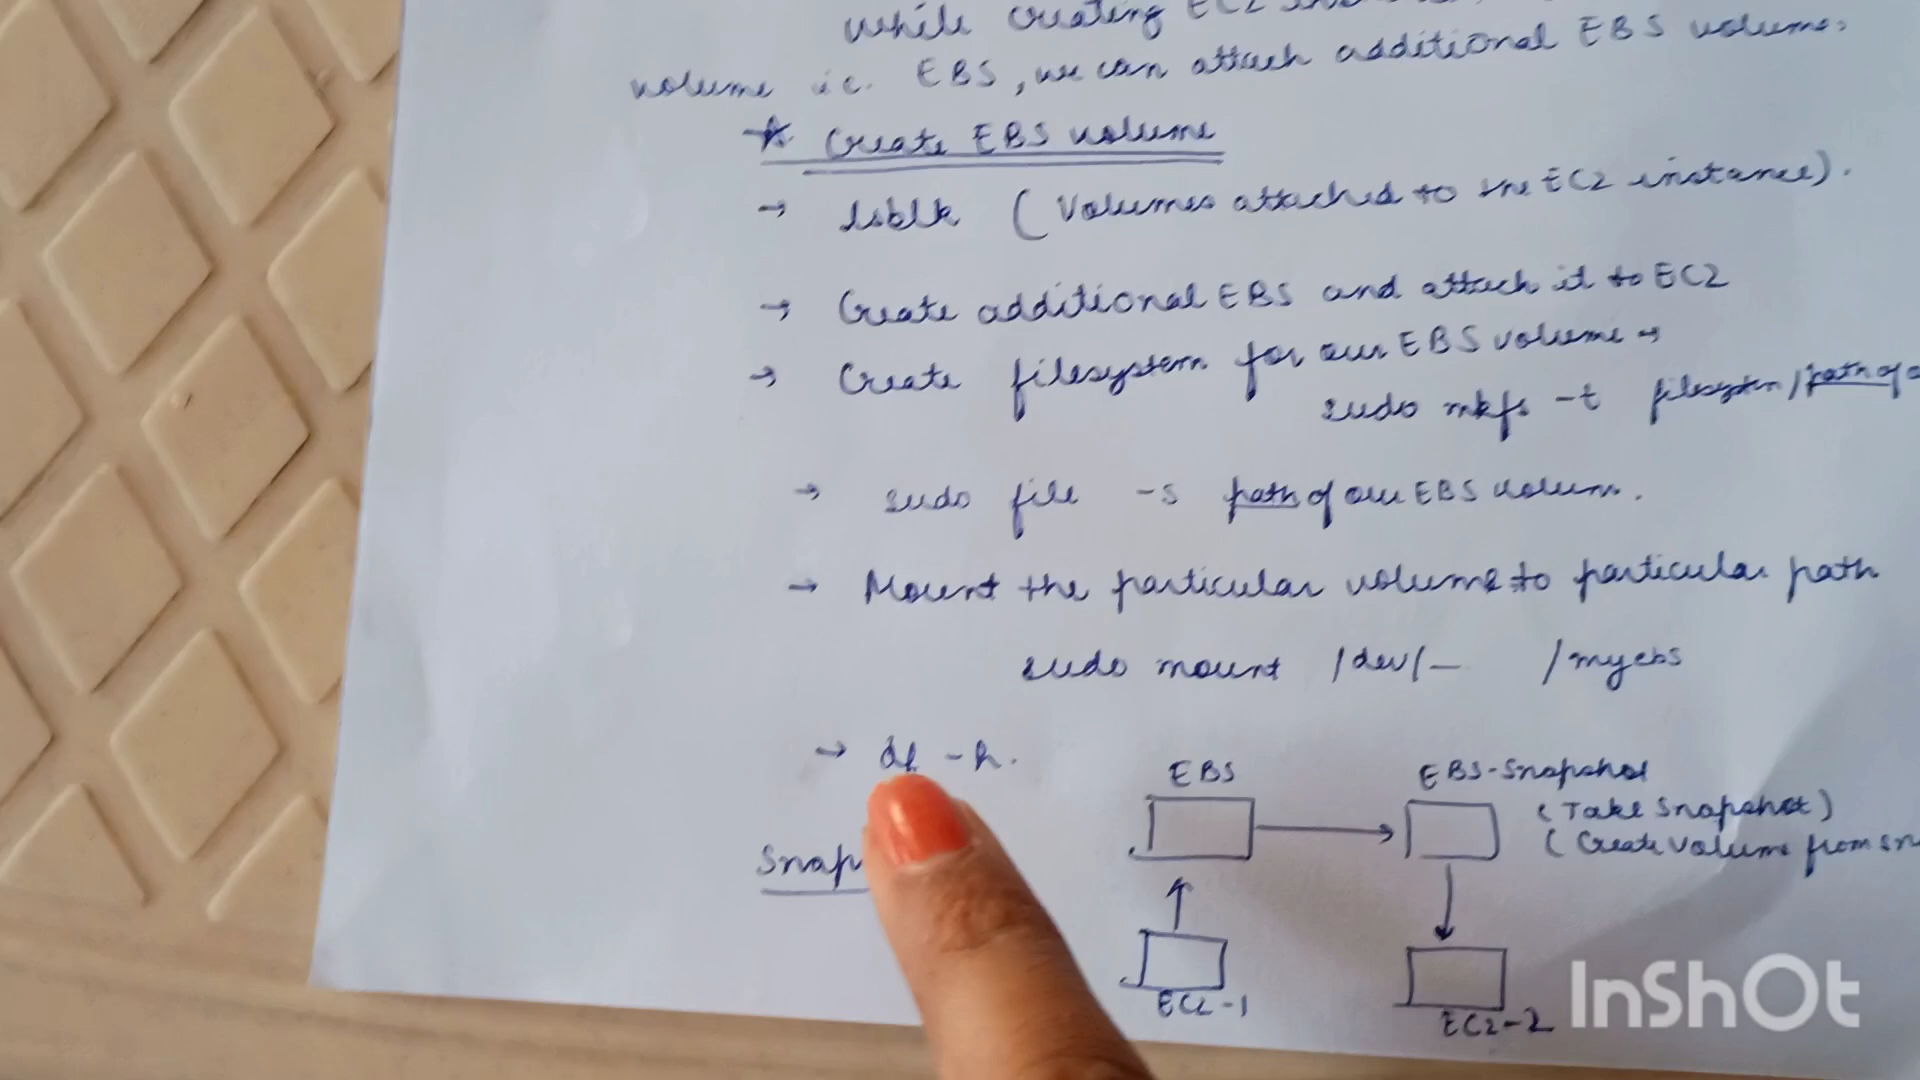 while creating EC2
volume i.e. EBS, we can attach additional EBS volume.
* Create EBS volume
→ lsblk (Volumes attached to the EC2 instance).
→ Create additional EBS and attach it to EC2
→ Create filesystem for our EBS volume →
sudo mkfs -t filesystem /path of
→ sudo file -s path of our EBS volum.
→ Mount the particular volume to particular path
sudo mount /dev/— /myebs
→ df -h.
EBS
EBS-Snapshot
(Take Snapshot)
(Create Volume from sn
Snap
EC2-1
EC2-2
InShOt